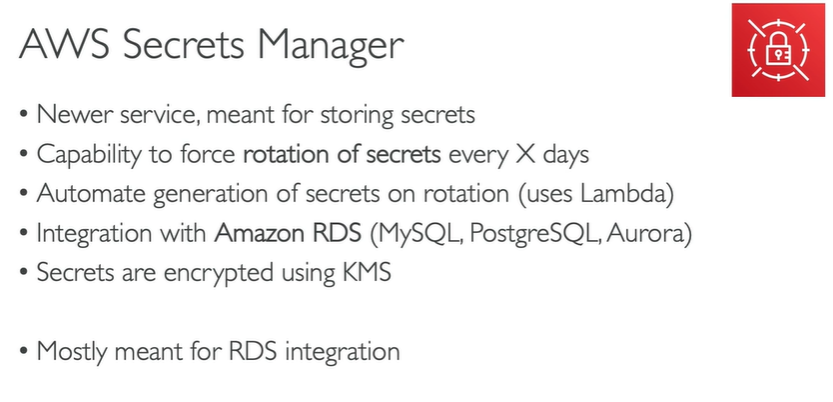 AWS Secrets Manager
• Newer service, meant for storing secrets
• Capability to force rotation of secrets every X days
• Automate generation of secrets on rotation (uses Lambda)
• Integration with Amazon RDS (MySQL, PostgreSQL, Aurora)
• Secrets are encrypted using KMS
• Mostly meant for RDS integration